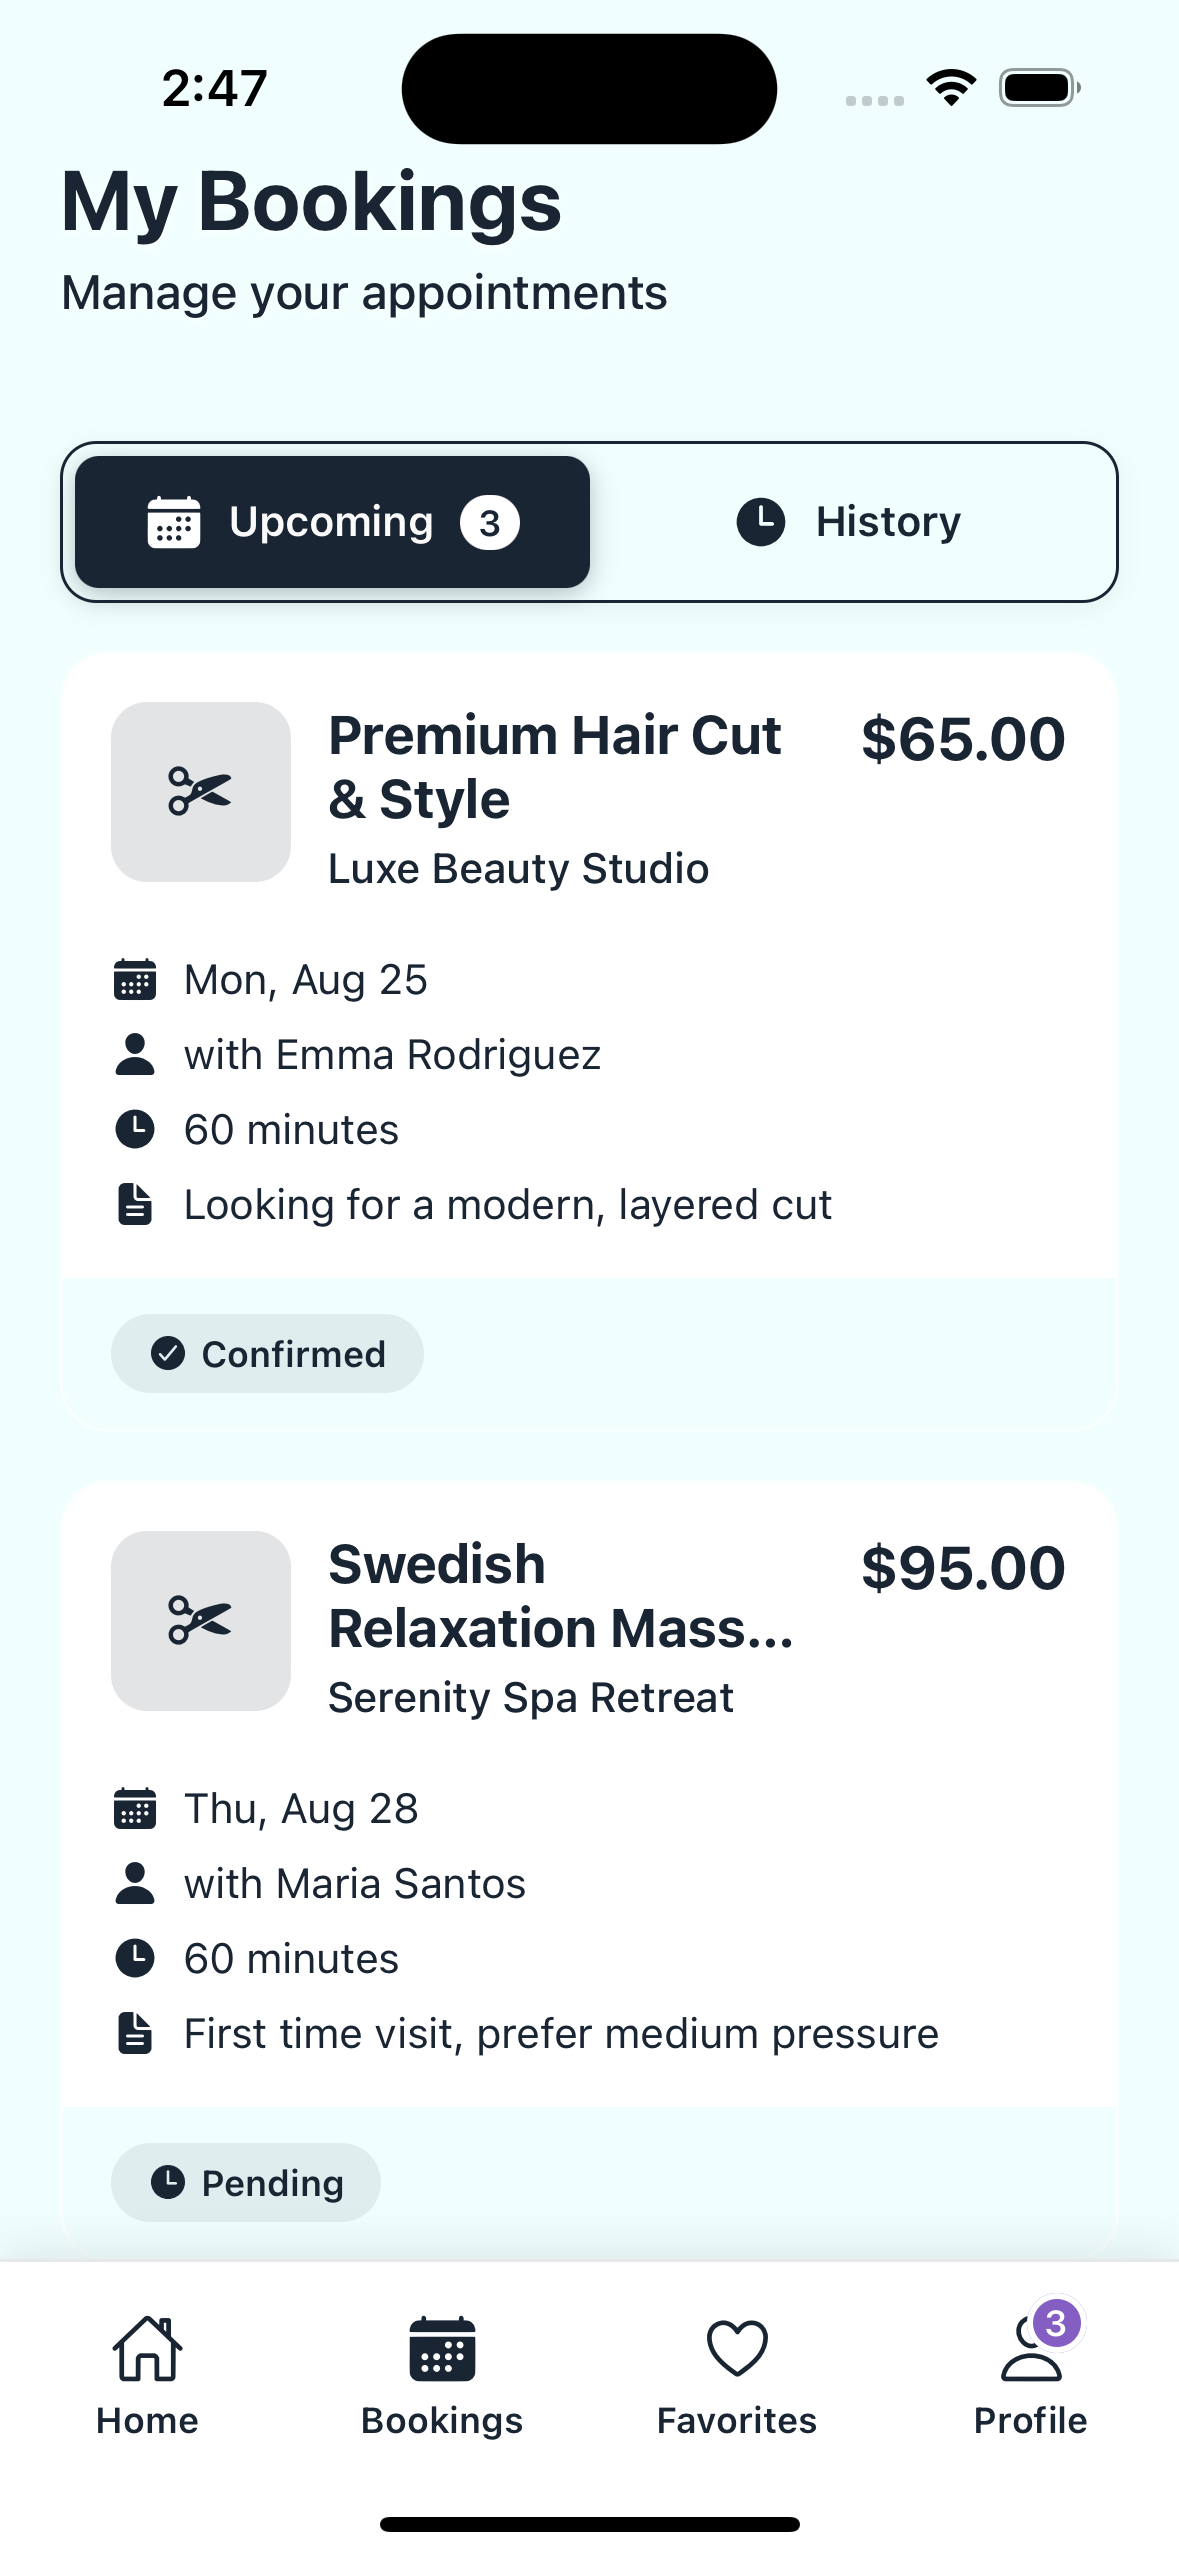 2:47
My Bookings
Manage your appointments
Upcoming 3
History
Premium Hair Cut
& Style
$65.00
Luxe Beauty Studio
Mon, Aug 25
with Emma Rodriguez
60 minutes
Looking for a modern, layered cut
Confirmed
Swedish
Relaxation Mass...
$95.00
Serenity Spa Retreat
Thu, Aug 28
with Maria Santos
60 minutes
First time visit, prefer medium pressure
Pending
3
Home
Bookings
Favorites
Profile